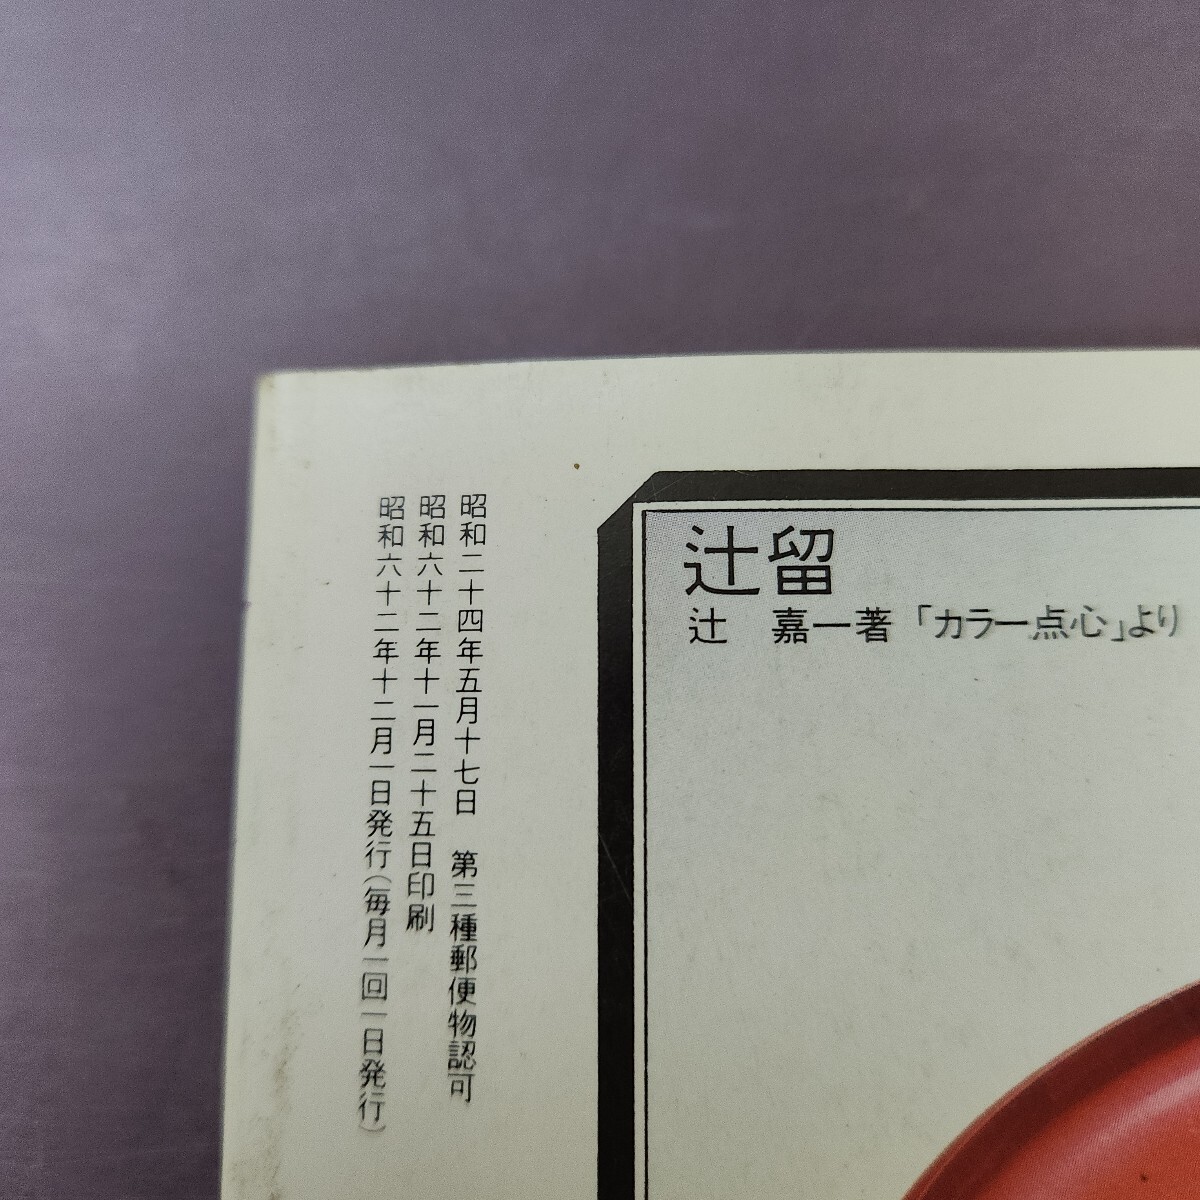 昭和二十四年五月十七日　第三種郵便物認可
昭和六十二年十一月二十五日印刷
昭和六十二年十二月一日発行(毎月一回一日発行)
辻留
辻　嘉一著「カラー点心」より